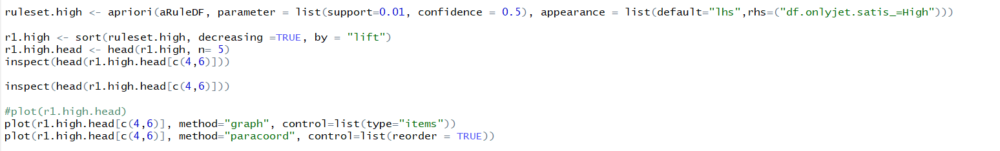 ruleset.high <- apriori(aRuleDF, parameter = list(support=0.01, confidence = 0.5), appearance = list(default="lhs",rhs=("df.onlyjet.satis_=High")))
r1.high <- sort(ruleset.high, decreasing =TRUE, by = "lift")
r1.high.head <- head(r1.high, n= 5)
inspect(head(r1.high.head[c(4,6)]))
inspect(head(r1.high.head[c(4,6)]))
#plot(r1.high.head)
plot(r1.high.head[c(4,6)], method="graph", control=list(type="items"))
plot(r1.high.head[c(4,6)], method="paracoord", control=list(reorder = TRUE))